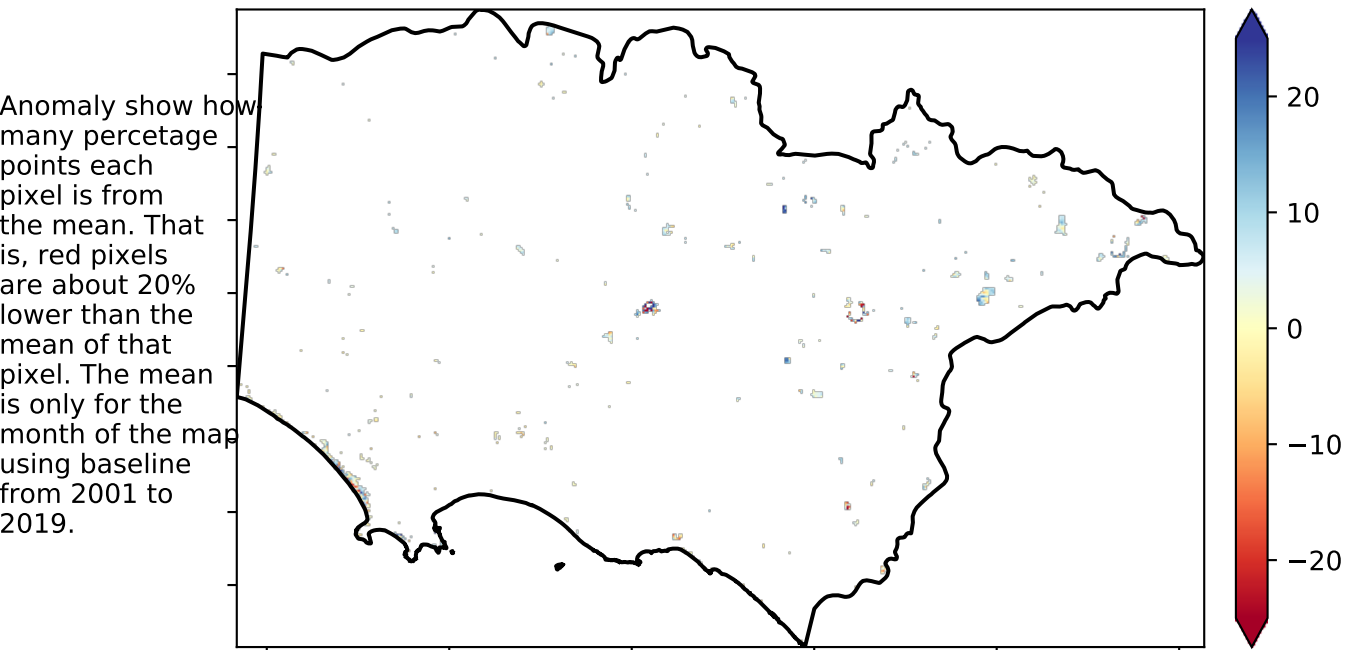 Anomaly show how
many percetage
points each
pixel is from
the mean. That
is, red pixels
are about 20%
lower than the
mean of that
pixel. The mean
is only for the
month of the map
using baseline
from 2001 to
2019.
20
10
0
−10
−20